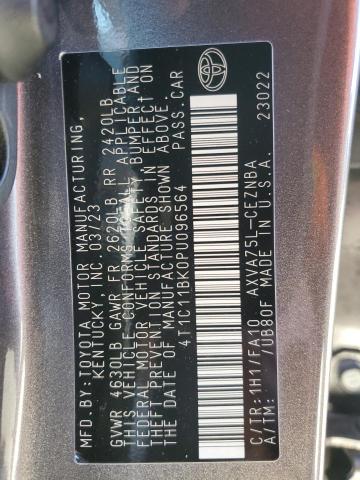 MFD.BY:TOYOTA MOTOR MANUFACTURING,
KENTUCKY, INC. 03/23
GVWR 4630LB GAWR FR 2620LB RR 2420LB
THIS VEHICLE CONFORMS TO ALL APPLICABLE
FEDERAL MOTOR VEHICLE SAFETY, BUMPER, AND
THEFT PREVENTION STANDARDS IN EFFECT ON
THE DATE OF MANUFACTURE SHOWN ABOVE.
4T1C11BK0PU096564 PASS.CAR
C/TR:1H17FA10 AXVA75L-CEZNBA
A/TM: /UB80F MADE IN U.S.A. 23022